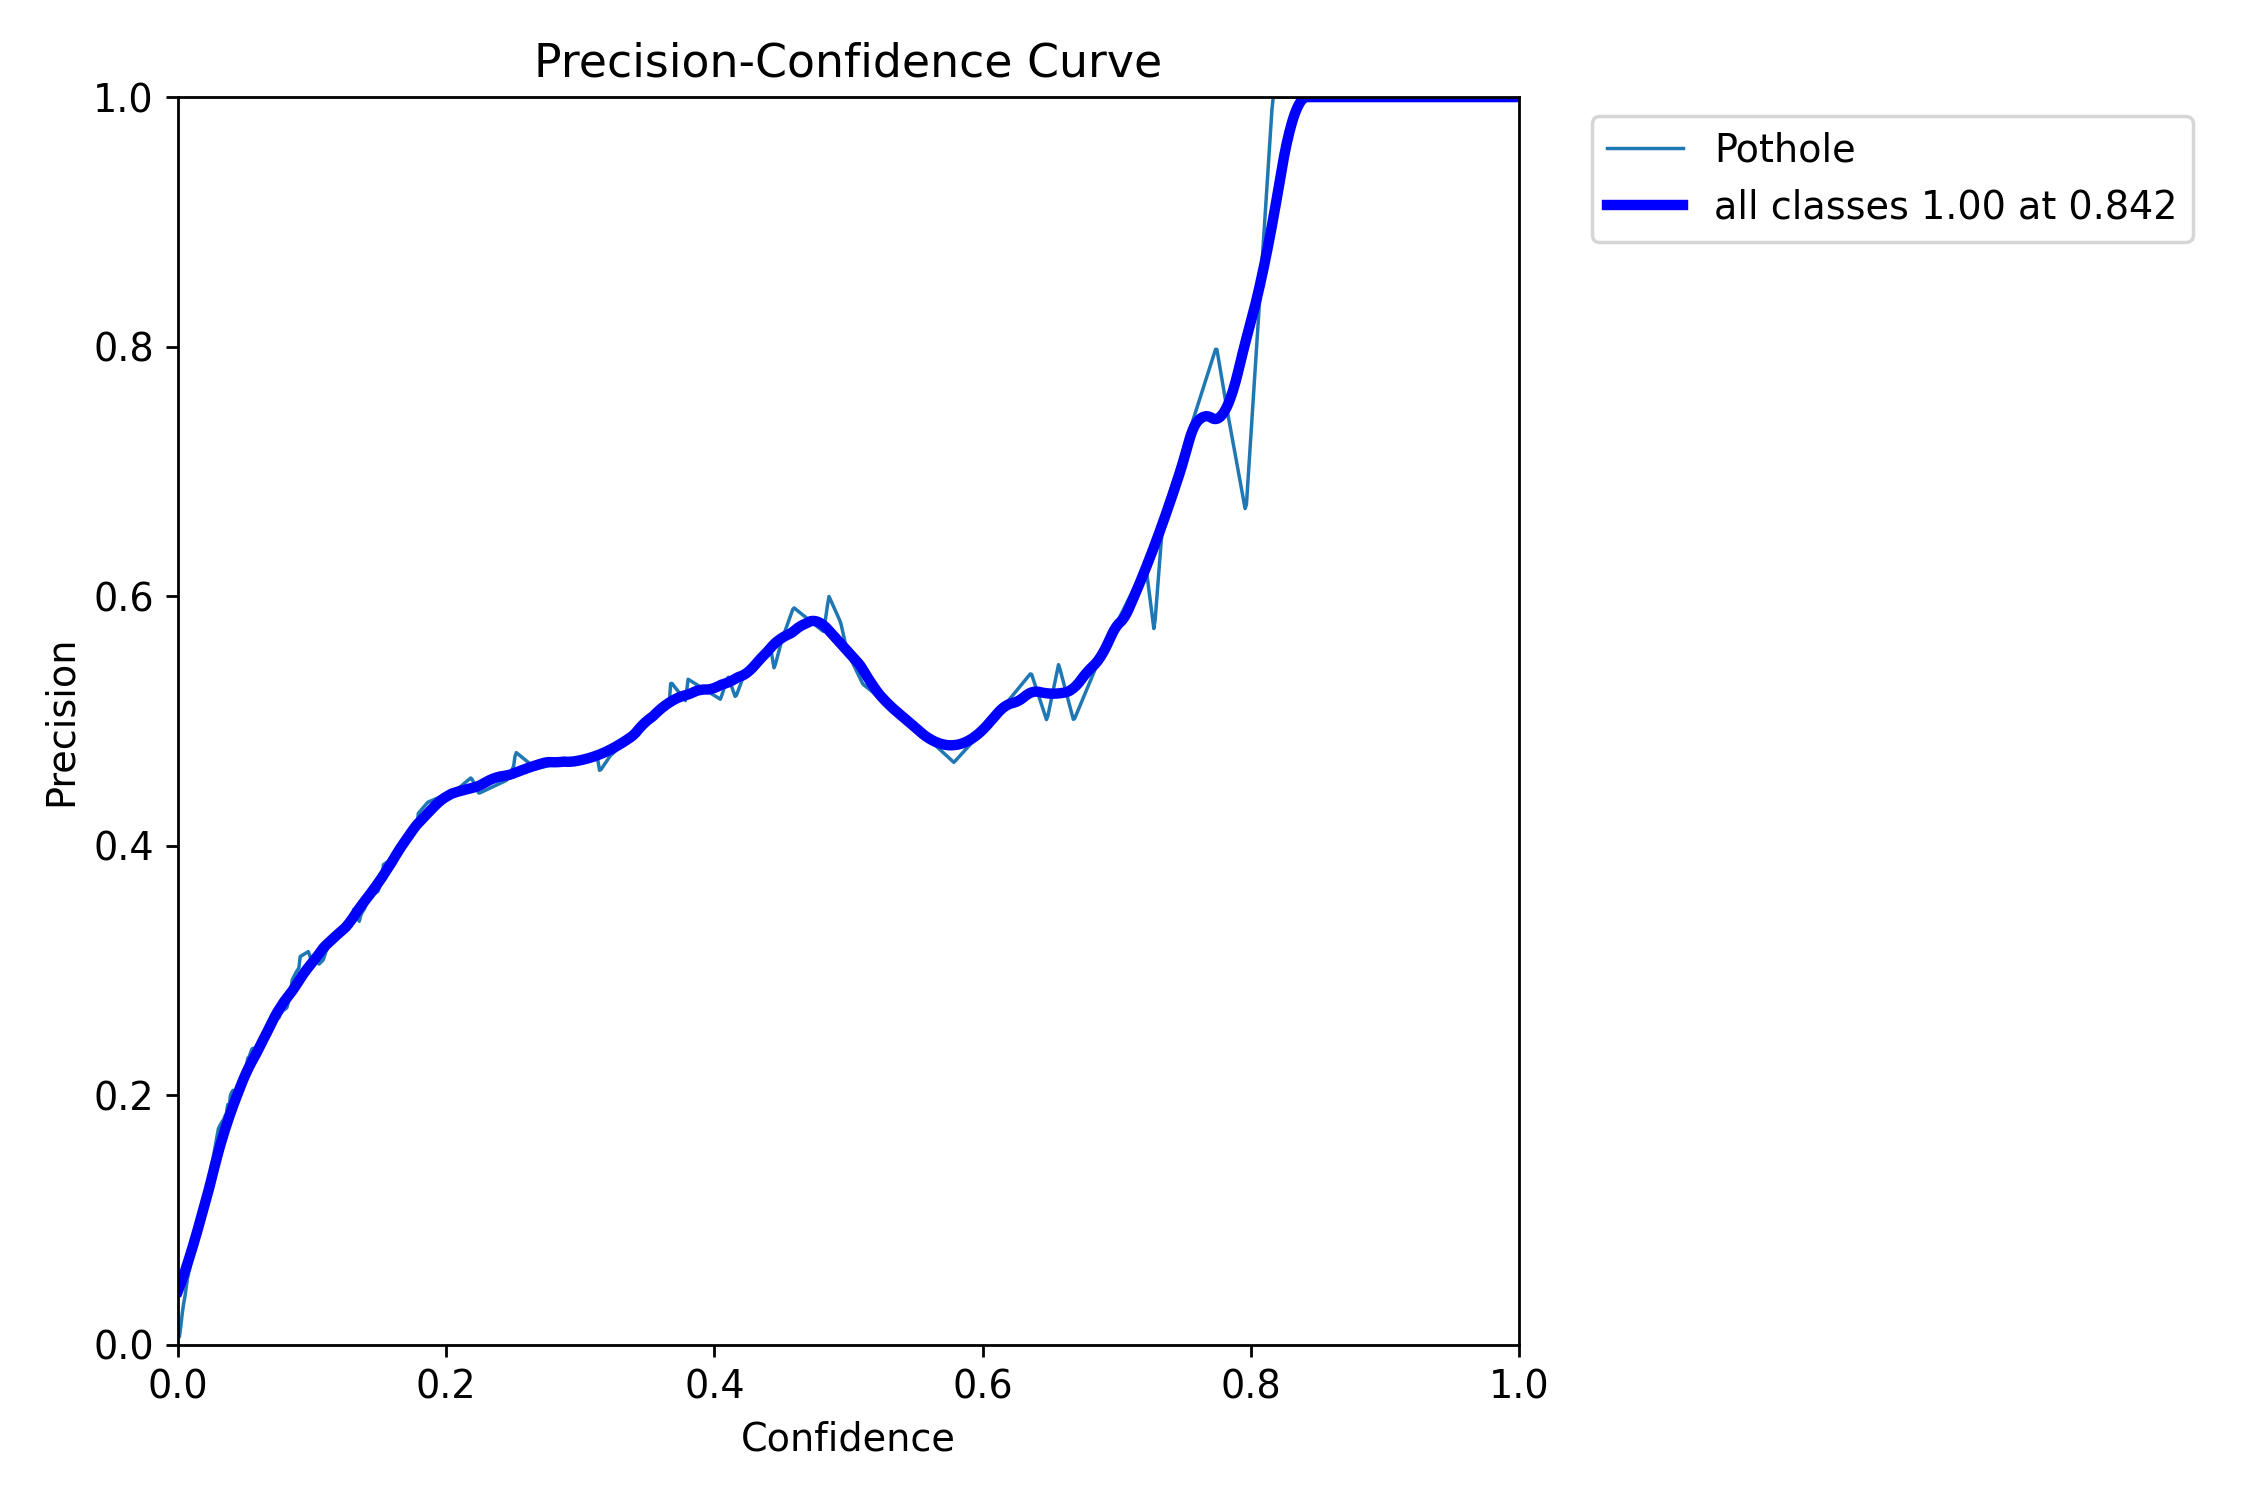 Precision-Confidence Curve
1.0
0.8
0.6
0.4
0.2
0.0
Precision
0.0 0.2 0.4 0.6 0.8 1.0
Confidence
Pothole
all classes 1.00 at 0.842